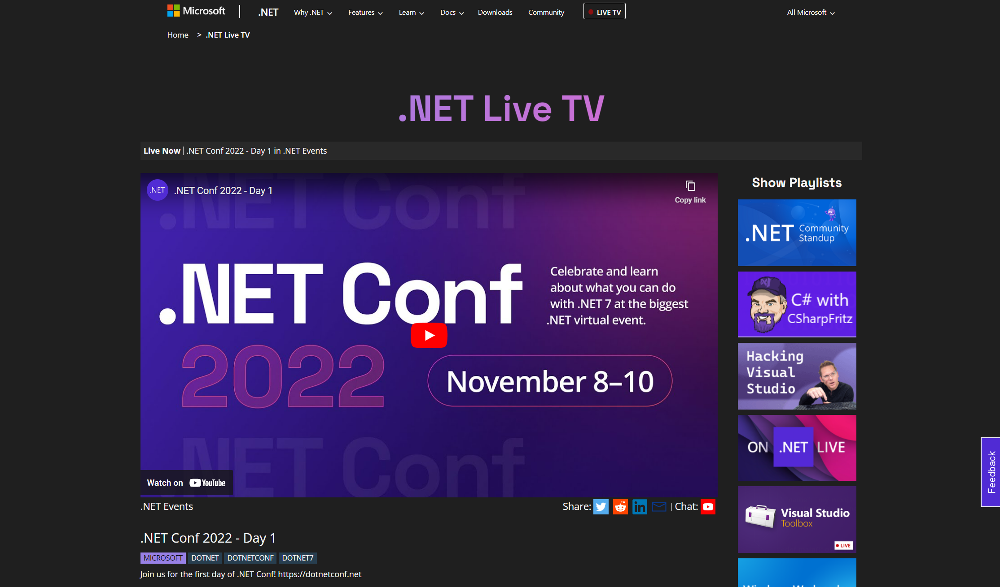 Microsoft
.NET
Why .NET
Features
Learn
Docs
Downloads
Community
LIVE TV
All Microsoft
Home > .NET Live TV
.NET Live TV
Live Now | .NET Conf 2022 - Day 1 in .NET Events
.NET Conf
.NET
.NET Conf 2022 - Day 1
Copy link
.NET Conf
2022
Celebrate and learn
about what you can do
with .NET 7 at the biggest
.NET virtual event.
November 8–10
.NET Conf
Watch on YouTube
.NET Events
Share:
in
| Chat:
.NET Conf 2022 - Day 1
MICROSOFT
DOTNET
DOTNETCONF
DOTNET7
Join us for the first day of .NET Conf! https://dotnetconf.net
Show Playlists
.NET Community
Standup
C# with
CSharpFritz
Hacking
Visual
Studio
ON .NET LIVE
Visual Studio
Toolbox
LIVE
Feedback